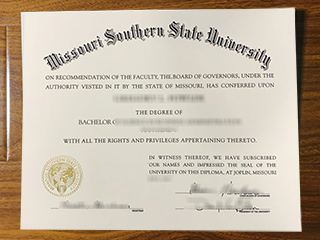 Missouri Southern State University
ON RECOMMENDATION OF THE FACULTY, THE BOARD OF GOVERNORS, UNDER THE
AUTHORITY VESTED IN IT BY THE STATE OF MISSOURI, HAS CONFERRED UPON
THE DEGREE OF
BACHELOR
WITH ALL THE RIGHTS AND PRIVILEGES APPERTAINING THERETO.
IN WITNESS THEREOF, WE HAVE SUBSCRIBED
OUR NAMES AND IMPRESSED THE SEAL OF THE
UNIVERSITY ON THIS DIPLOMA, AT JOPLIN, MISSOURI